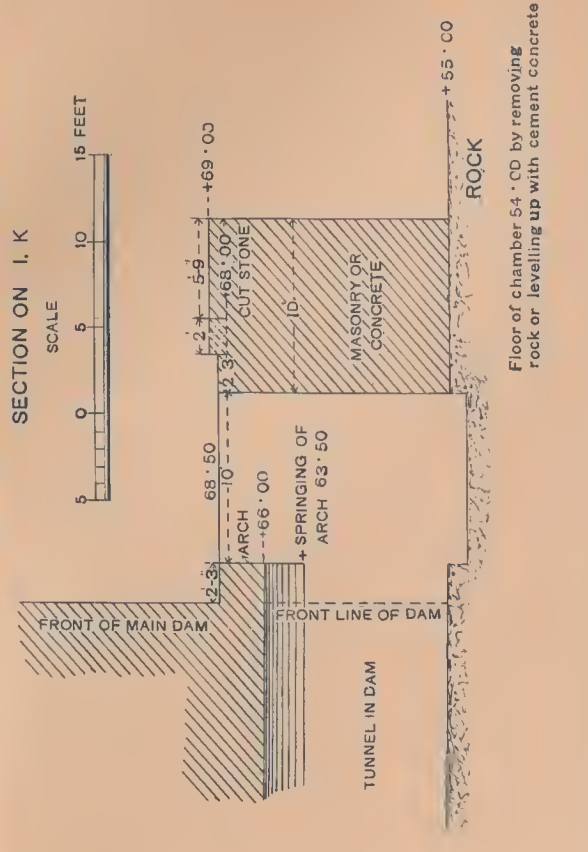 SECTION ON I. K
SCALE
5 0 5 10 15 FEET
FRONT OF MAIN DAM
2'-3"
68·50
10'
ARCH
+66·00
+ SPRINGING OF
ARCH 63·50
FRONT LINE OF DAM
TUNNEL IN DAM
2' 3"
2'
5'-9"
+69·00
+68·00
CUT STONE
10'
MASONRY OR
CONCRETE
+55·00
ROCK
Floor of chamber 54·00 by removing
rock or levelling up with cement concrete